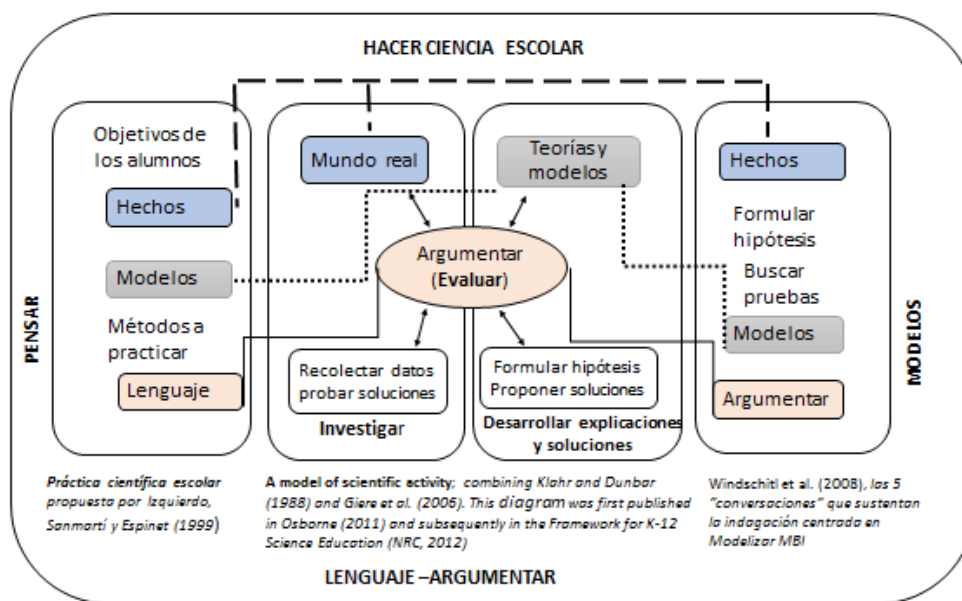 HACER CIENCIA ESCOLAR
PENSAR
Objetivos de
los alumnos
Hechos
Modelos
Métodos a
practicar
Lenguaje
Mundo real
Teorías y
modelos
Argumentar
(Evaluar)
Recolectar datos
probar soluciones
Investigar
Formular hipótesis
Proponer soluciones
Desarrollar explicaciones
y soluciones
Hechos
Formular
hipótesis
Buscar
pruebas
Modelos
Argumentar
MODELOS
Práctica científica escolar
propuesta por Izquierdo,
Sanmartí y Espinet (1999)
A model of scientific activity; combining Klahr and Dunbar
(1988) and Giere et al. (2006). This diagram was first published
in Osborne (2011) and subsequently in the Framework for K-12
Science Education (NRC, 2012)
Windschitl et al. (2008), las 5
"conversaciones" que sustentan
la indagación centrada en
Modelizar MBI
LENGUAJE –ARGUMENTAR